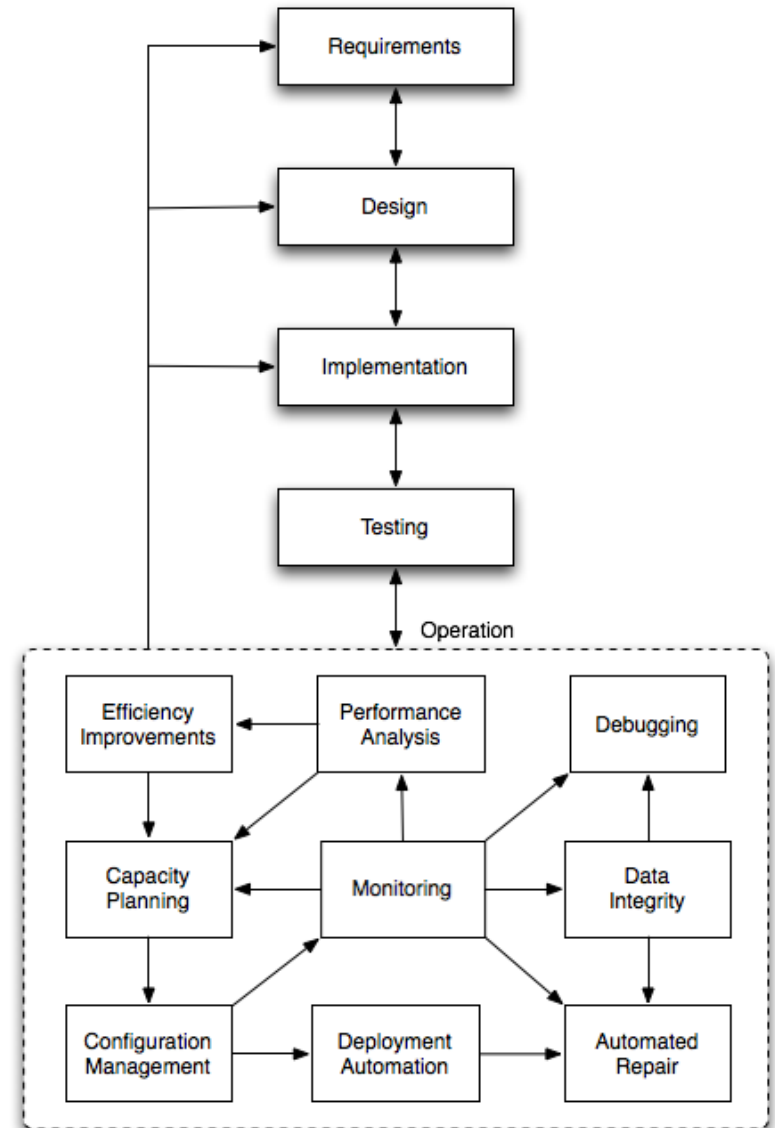 Requirements
Design
Implementation
Testing
Operation
Efficiency
Improvements
Performance
Analysis
Debugging
Capacity
Planning
Monitoring
Data
Integrity
Configuration
Management
Deployment
Automation
Automated
Repair